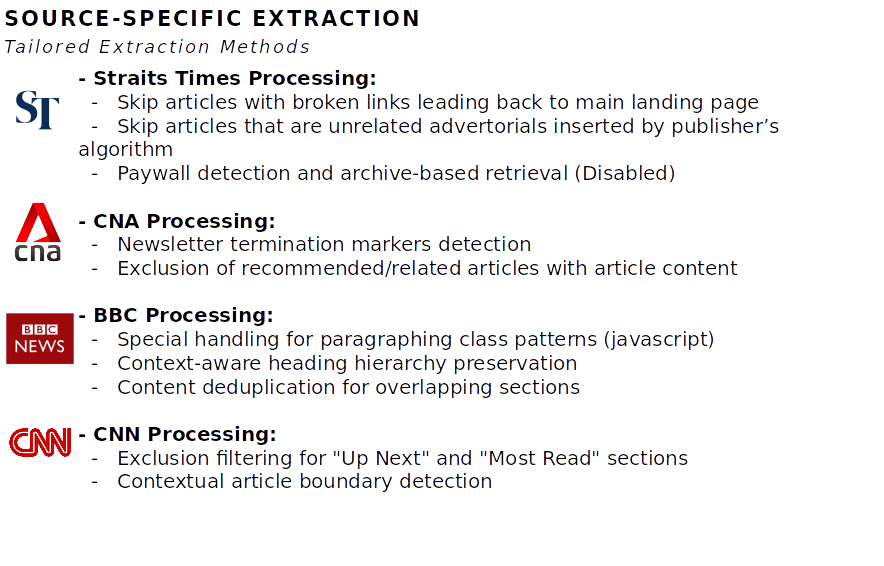 SOURCE-SPECIFIC EXTRACTION
Tailored Extraction Methods
- Straits Times Processing:
- Skip articles with broken links leading back to main landing page
- Skip articles that are unrelated advertorials inserted by publisher’s
algorithm
- Paywall detection and archive-based retrieval (Disabled)
ST
- CNA Processing:
- Newsletter termination markers detection
- Exclusion of recommended/related articles with article content
cna
- BBC Processing:
- Special handling for paragraphing class patterns (javascript)
- Context-aware heading hierarchy preservation
- Content deduplication for overlapping sections
BBC
NEWS
- CNN Processing:
- Exclusion filtering for "Up Next" and "Most Read" sections
- Contextual article boundary detection
CNN